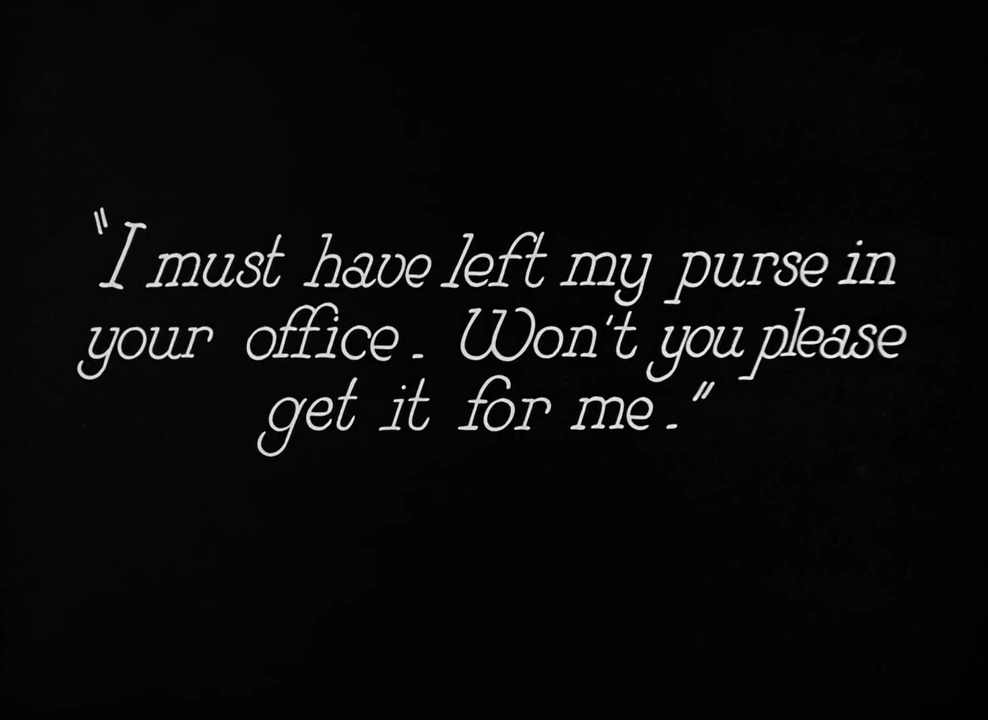 "I must have left my purse in
your office. Won't you please
get it for me."